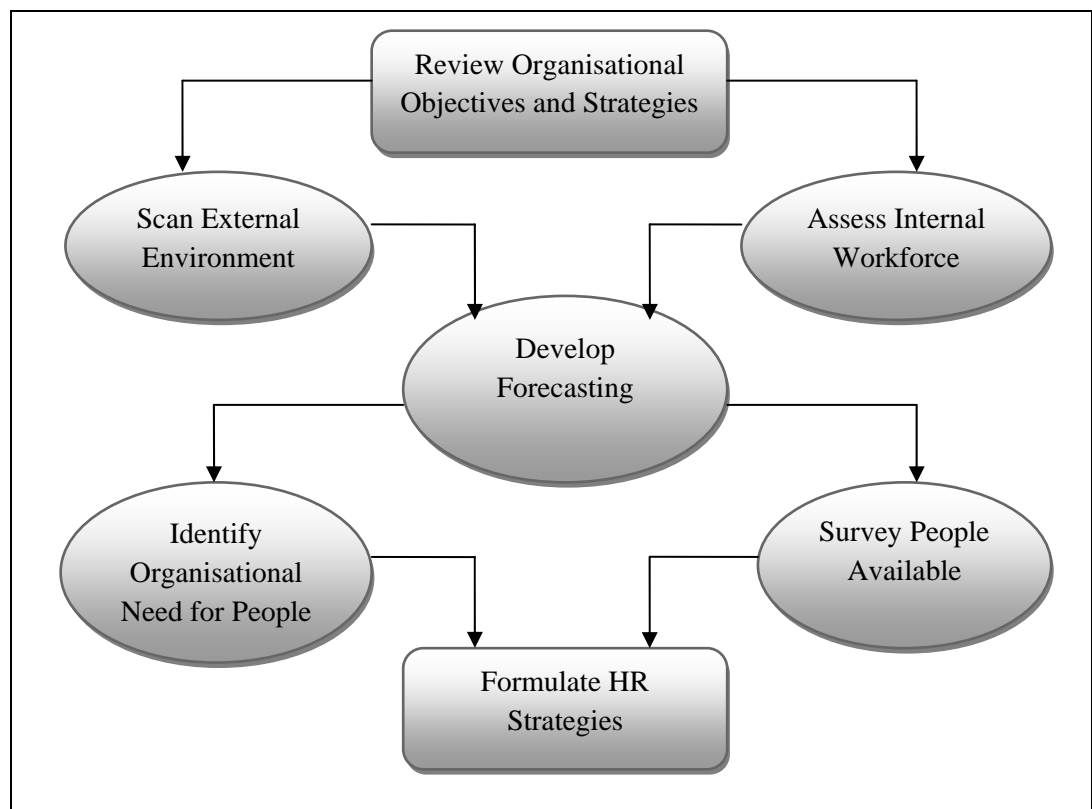 Review Organisational
Objectives and Strategies
Scan External
Environment
Assess Internal
Workforce
Develop
Forecasting
Identify
Organisational
Need for People
Survey People
Available
Formulate HR
Strategies